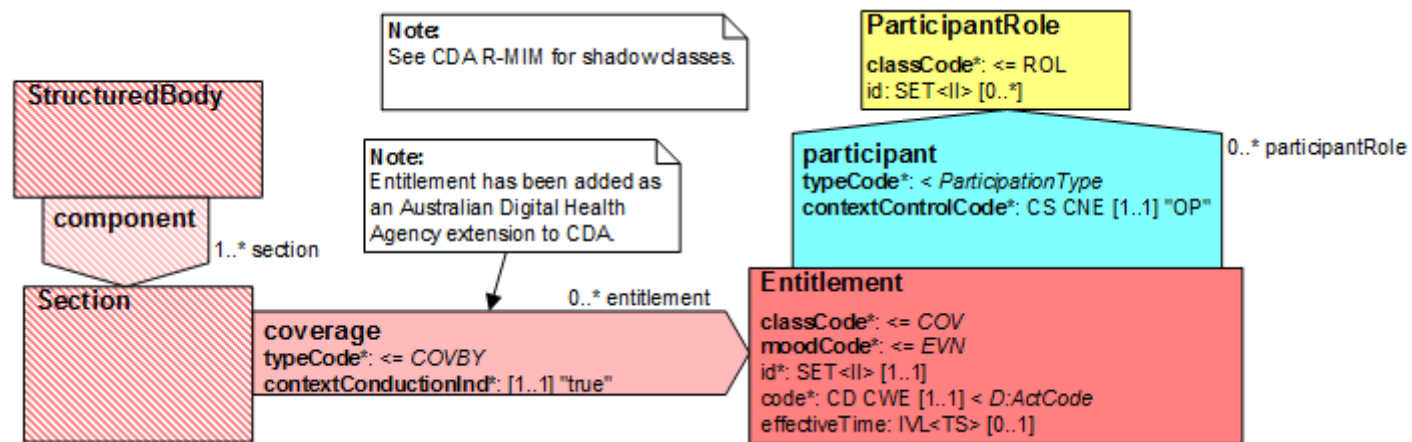 Note:
See CDA R-MIM for shadow classes.
ParticipantRole
classCode*: <= ROL
id: SET<II> [0..*]
StructuredBody
component
1..* section
Note:
Entitlement has been added as
an Australian Digital Health
Agency extension to CDA.
participant
typeCode*: < ParticipationType
contextControlCode*: CS CNE [1..1] "OP"
0..* participantRole
Section
coverage
typeCode*: <= COVBY
contextConductionInd*: [1..1] "true"
0..* entitlement
Entitlement
classCode*: <= COV
moodCode*: <= EVN
id*: SET<II> [1..1]
code*: CD CWE [1..1] < D:ActCode
effectiveTime: IVL<TS> [0..1]